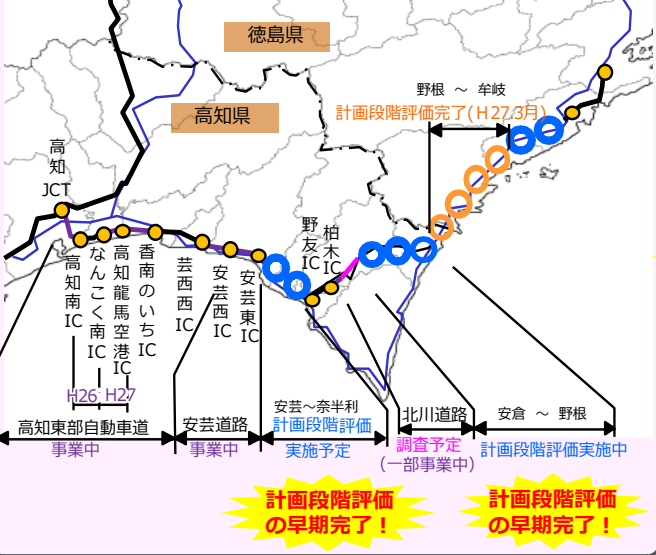 徳島県
野根 ～ 牟岐
計画段階評価完了(H27.3月)
高知県
高知
JCT
野友IC
柏木IC
高知南IC
なんこく南IC
高知龍馬空港IC
香南のいちIC
芸西西IC
安芸西IC
安芸東IC
H26
H27
高知東部自動車道
事業中
安芸道路
事業中
安芸～奈半利
計画段階評価
実施予定
北川道路
調査予定
(一部事業中)
安倉 ～ 野根
計画段階評価実施中
計画段階評価
の早期完了！
計画段階評価
の早期完了！